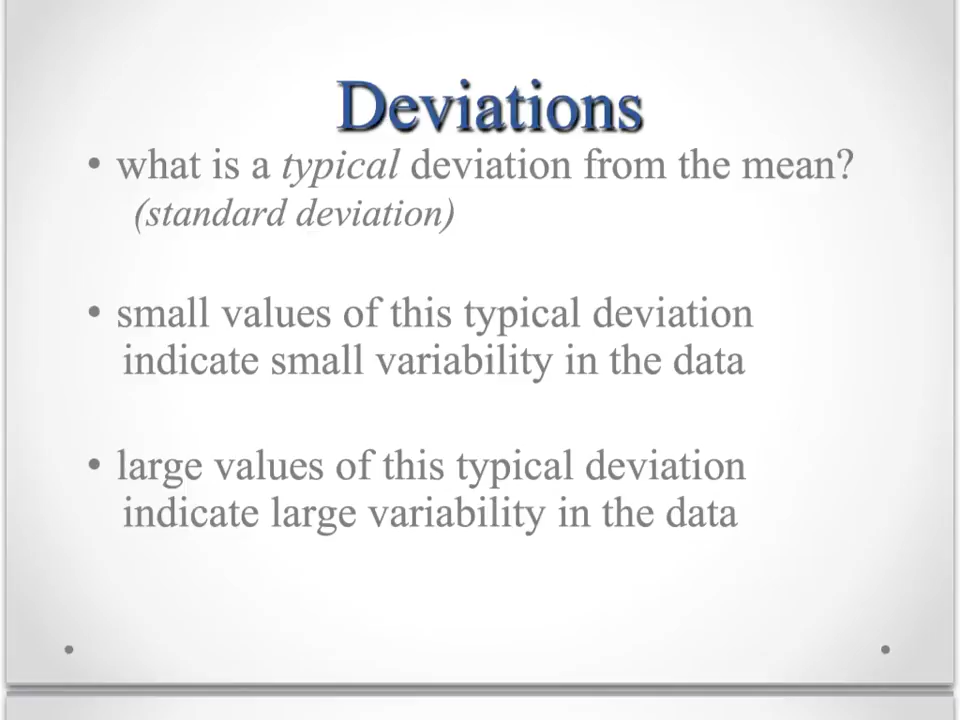 Deviations
• what is a typical deviation from the mean?
(standard deviation)
• small values of this typical deviation
indicate small variability in the data
• large values of this typical deviation
indicate large variability in the data